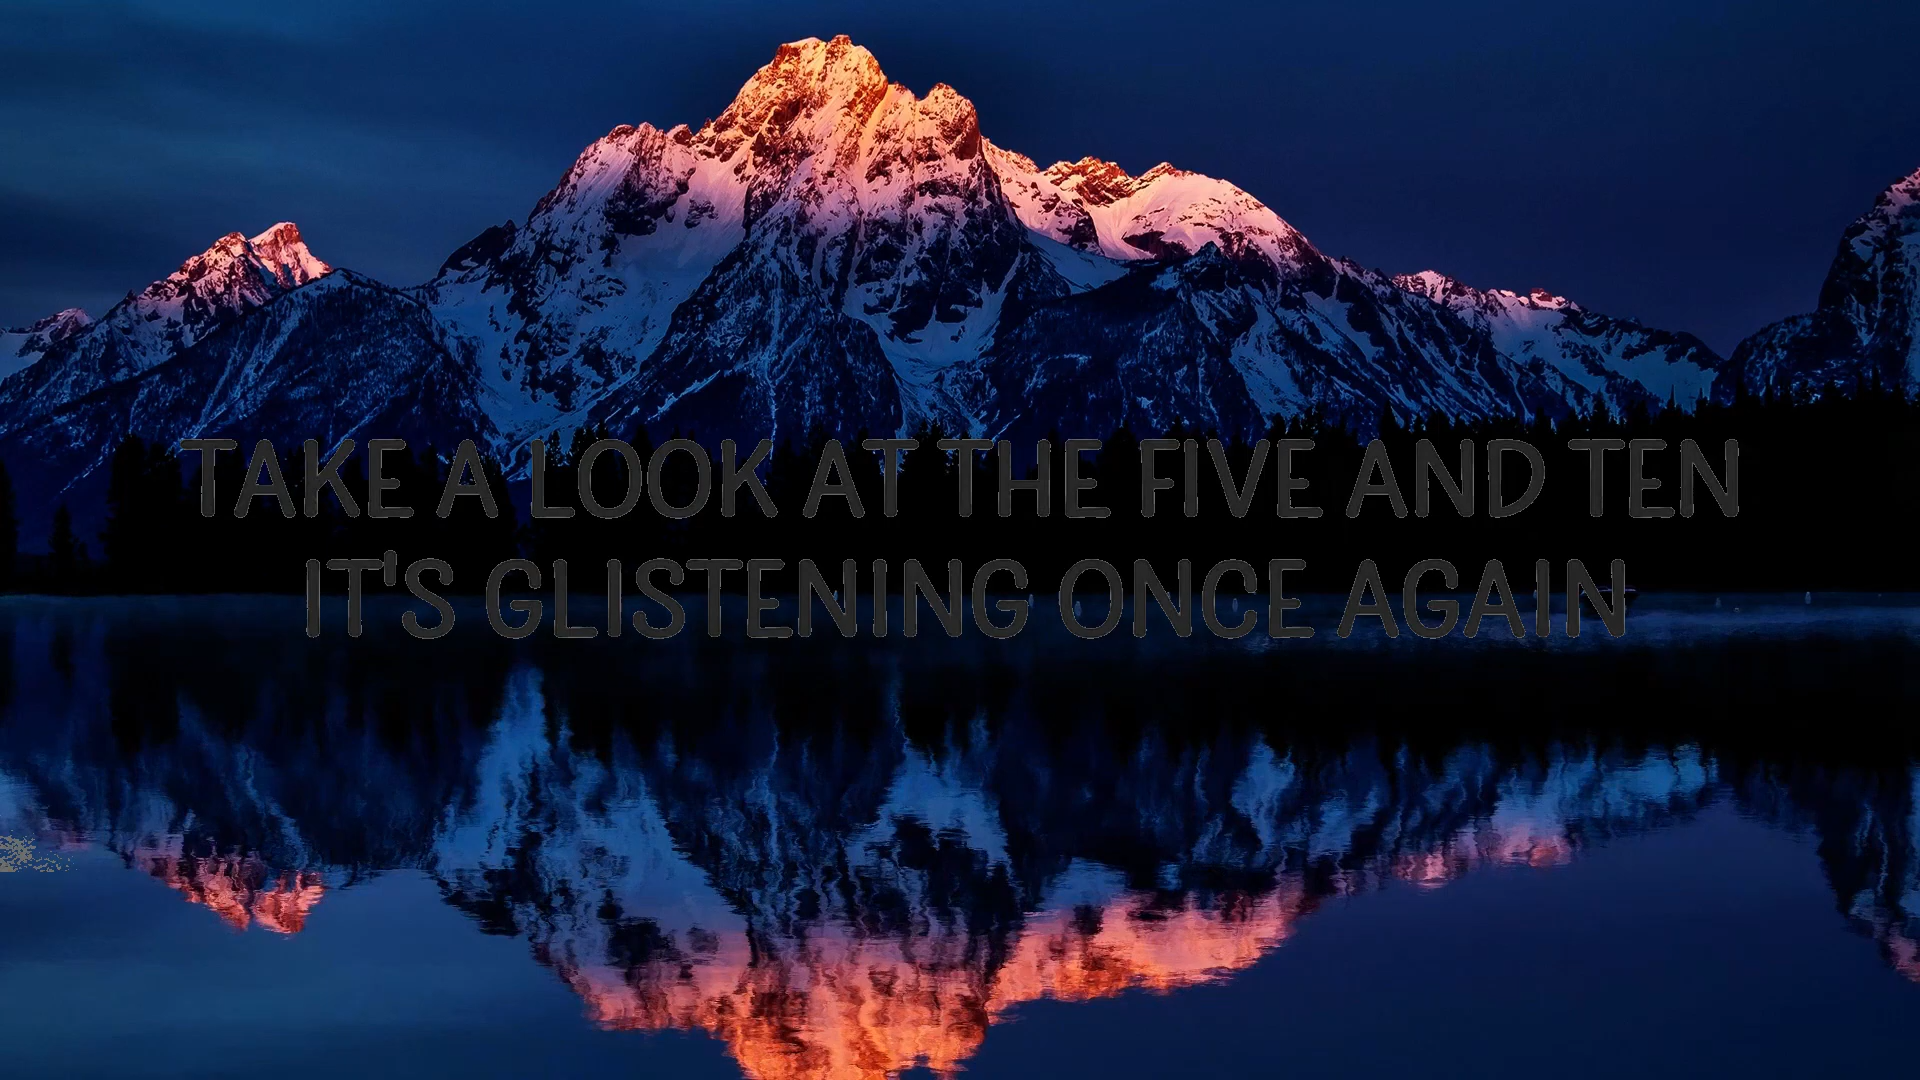 TAKE A LOOK AT THE FIVE AND TEN
IT'S GLISTENING ONCE AGAIN